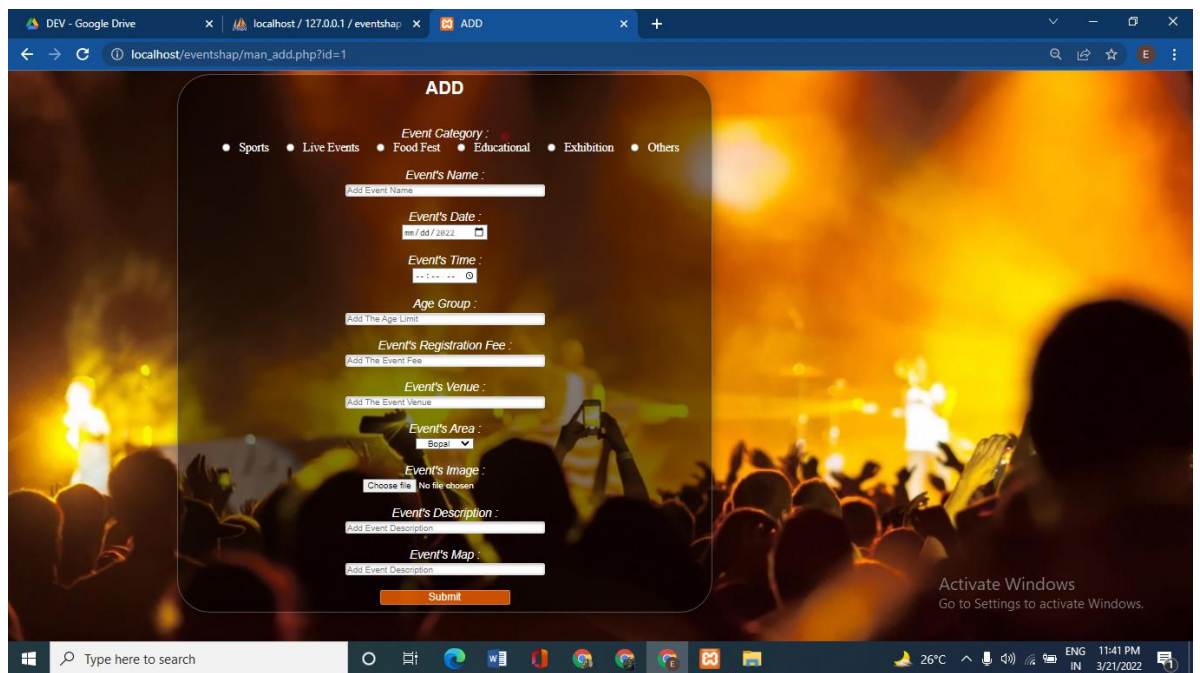 DEV - Google Drive
localhost / 127.0.0.1 / eventshap
ADD
localhost/eventshap/man_add.php?id=1
E
ADD
Event Category :
Sports Live Events Food Fest Educational Exhibition Others
Event's Name :
Add Event Name
Event's Date :
mm/dd/2022
Event's Time :
--:-- --
Age Group :
Add The Age Limit
Event's Registration Fee :
Add The Event Fee
Event's Venue :
Add The Event Venue
Event's Area :
Bopal
Event's Image :
Choose file No file chosen
Event's Description :
Add Event Description
Event's Map :
Add Event Description
Submit
Activate Windows
Go to Settings to activate Windows.
Type here to search
26°C
ENG 11:41 PM
IN 3/21/2022
1